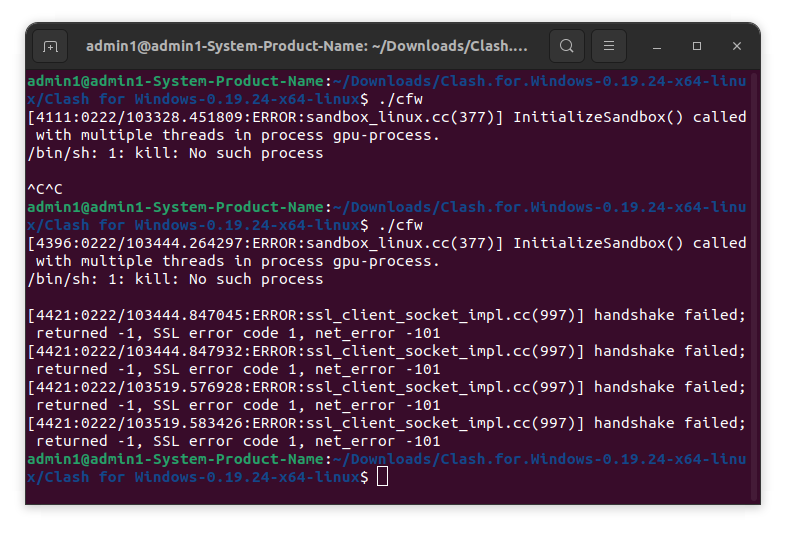 admin1@admin1-System-Product-Name: ~/Downloads/Clash....
admin1@admin1-System-Product-Name:~/Downloads/Clash.for.Windows-0.19.24-x64-linu
x/Clash for Windows-0.19.24-x64-linux$ ./cfw
[4111:0222/103328.451809:ERROR:sandbox_linux.cc(377)] InitializeSandbox() called
 with multiple threads in process gpu-process.
/bin/sh: 1: kill: No such process
^C^C
admin1@admin1-System-Product-Name:~/Downloads/Clash.for.Windows-0.19.24-x64-linu
x/Clash for Windows-0.19.24-x64-linux$ ./cfw
[4396:0222/103444.264297:ERROR:sandbox_linux.cc(377)] InitializeSandbox() called
 with multiple threads in process gpu-process.
/bin/sh: 1: kill: No such process
[4421:0222/103444.847045:ERROR:ssl_client_socket_impl.cc(997)] handshake failed;
 returned -1, SSL error code 1, net_error -101
[4421:0222/103444.847932:ERROR:ssl_client_socket_impl.cc(997)] handshake failed;
 returned -1, SSL error code 1, net_error -101
[4421:0222/103519.576928:ERROR:ssl_client_socket_impl.cc(997)] handshake failed;
 returned -1, SSL error code 1, net_error -101
[4421:0222/103519.583426:ERROR:ssl_client_socket_impl.cc(997)] handshake failed;
 returned -1, SSL error code 1, net_error -101
admin1@admin1-System-Product-Name:~/Downloads/Clash.for.Windows-0.19.24-x64-linu
x/Clash for Windows-0.19.24-x64-linux$